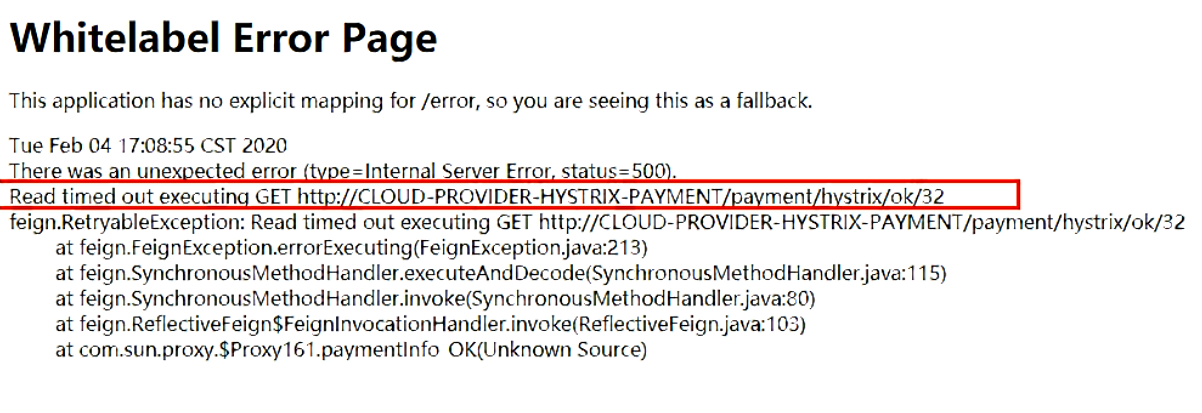 Whitelabel Error Page
This application has no explicit mapping for /error, so you are seeing this as a fallback.
Tue Feb 04 17:08:55 CST 2020
There was an unexpected error (type=Internal Server Error, status=500).
Read timed out executing GET http://CLOUD-PROVIDER-HYSTRIX-PAYMENT/payment/hystrix/ok/32
feign.RetryableException: Read timed out executing GET http://CLOUD-PROVIDER-HYSTRIX-PAYMENT/payment/hystrix/ok/32
at feign.FeignException.errorExecuting(FeignException.java:213)
at feign.SynchronousMethodHandler.executeAndDecode(SynchronousMethodHandler.java:115)
at feign.SynchronousMethodHandler.invoke(SynchronousMethodHandler.java:80)
at feign.ReflectiveFeign$FeignInvocationHandler.invoke(ReflectiveFeign.java:103)
at com.sun.proxy.$Proxy161.paymentInfo OK(Unknown Source)